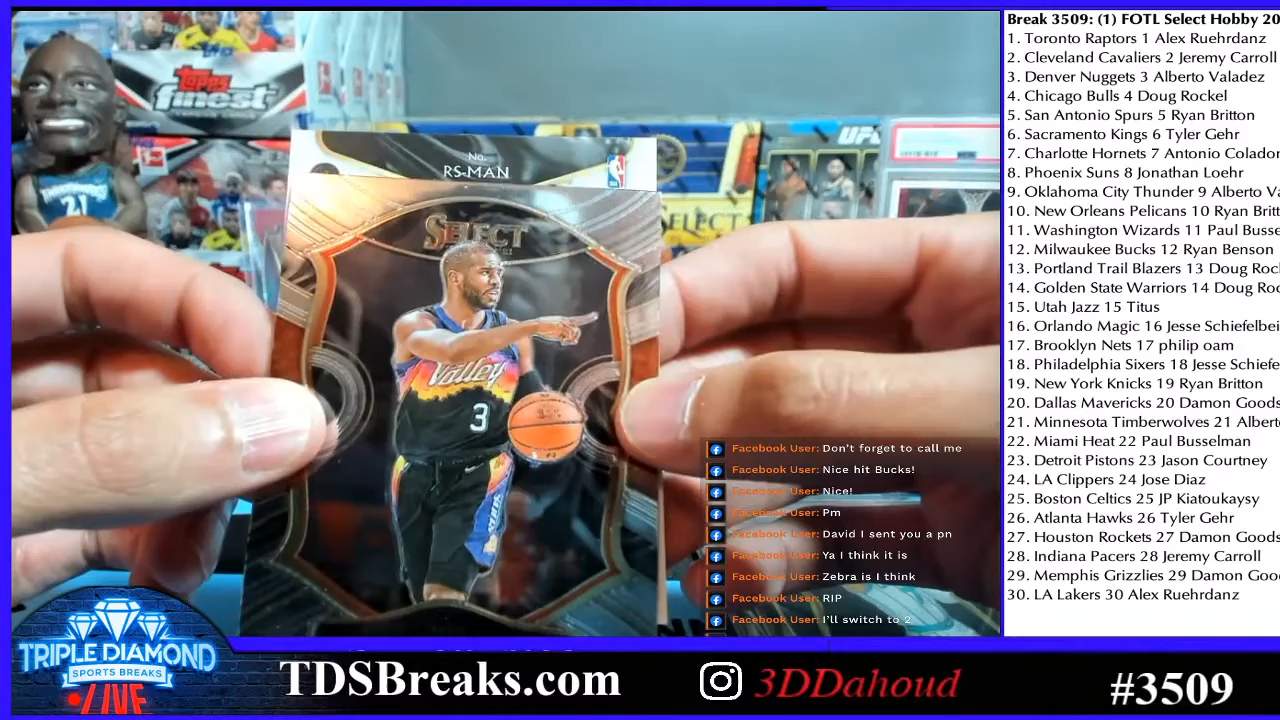 Break 3509: (1) FOTL Select Hobby 20
1. Toronto Raptors 1 Alex Ruehrdanz
2. Cleveland Cavaliers 2 Jeremy Carroll
3. Denver Nuggets 3 Alberto Valadez
4. Chicago Bulls 4 Doug Rockel
5. San Antonio Spurs 5 Ryan Britton
6. Sacramento Kings 6 Tyler Gehr
7. Charlotte Hornets 7 Antonio Colador
8. Phoenix Suns 8 Jonathan Loehr
9. Oklahoma City Thunder 9 Alberto Va
10. New Orleans Pelicans 10 Ryan Britt
11. Washington Wizards 11 Paul Busse
12. Milwaukee Bucks 12 Ryan Benson
13. Portland Trail Blazers 13 Doug Roc
14. Golden State Warriors 14 Doug Roc
15. Utah Jazz 15 Titus
16. Orlando Magic 16 Jesse Schiefelbei
17. Brooklyn Nets 17 philip oam
18. Philadelphia Sixers 18 Jesse Schiefe
19. New York Knicks 19 Ryan Britton
20. Dallas Mavericks 20 Damon Goods
21. Minnesota Timberwolves 21 Albert
22. Miami Heat 22 Paul Busselman
23. Detroit Pistons 23 Jason Courtney
24. LA Clippers 24 Jose Diaz
25. Boston Celtics 25 JP Kiatoukaysy
26. Atlanta Hawks 26 Tyler Gehr
27. Houston Rockets 27 Damon Goods
28. Indiana Pacers 28 Jeremy Carroll
29. Memphis Grizzlies 29 Damon Goo
30. LA Lakers 30 Alex Ruehrdanz
Topps
finest
UFC
TIMBERWOLVES
21
No.
RS-MAN
SELECT
SELECT
Valley
3
Facebook User: Don't forget to call me
Facebook User: Nice hit Bucks!
Facebook User: Nice!
Facebook User: Pm
Facebook User: David I sent you a pn
Facebook User: Ya I think it is
Facebook User: Zebra is I think
Facebook User: RIP
Facebook User: I'll switch to 2
TRIPLE DIAMOND
SPORTS BREAKS
LIVE
TDSBreaks.com
3DDahoud
#3509